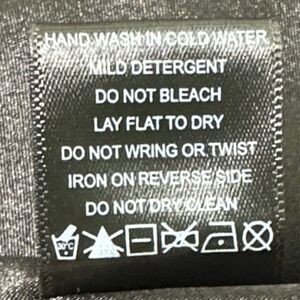 HAND WASH IN COLD WATER
MILD DETERGENT
DO NOT BLEACH
LAY FLAT TO DRY
DO NOT WRING OR TWIST
IRON ON REVERSE SIDE
DO NOT DRY CLEAN
30°C